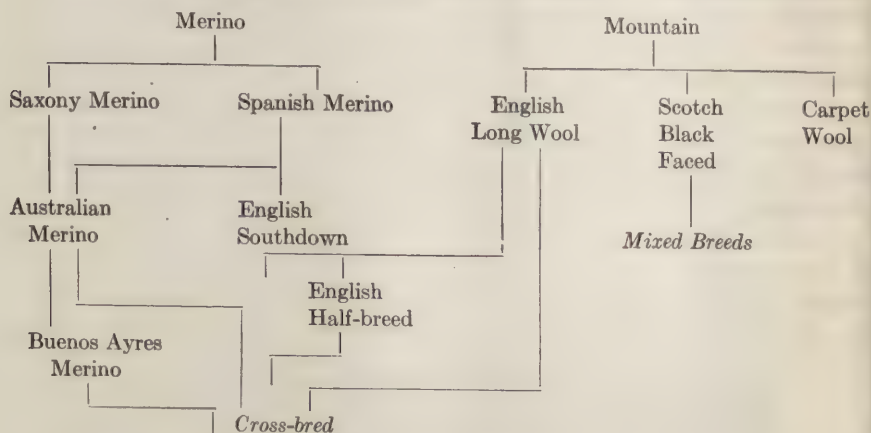 Merino
Mountain
Saxony Merino
Spanish Merino
English
Long Wool
Scotch
Black
Faced
Carpet
Wool
Australian
Merino
English
Southdown
Mixed Breeds
English
Half-breed
Buenos Ayres
Merino
Cross-bred